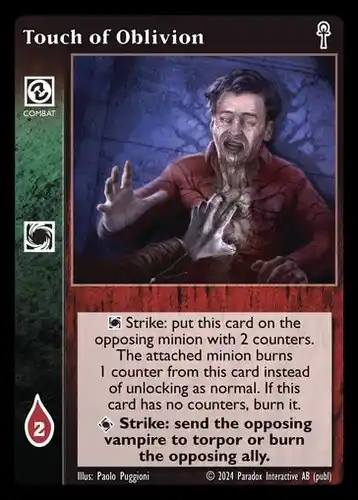 Touch of Oblivion
COMBAT
Strike: put this card on the
opposing minion with 2 counters.
The attached minion burns
1 counter from this card instead
of unlocking as normal. If this
card has no counters, burn it.
Strike: send the opposing
vampire to torpor or burn
the opposing ally.
2
Illus: Paolo Puggioni © 2024 Paradox Interactive AB (publ)